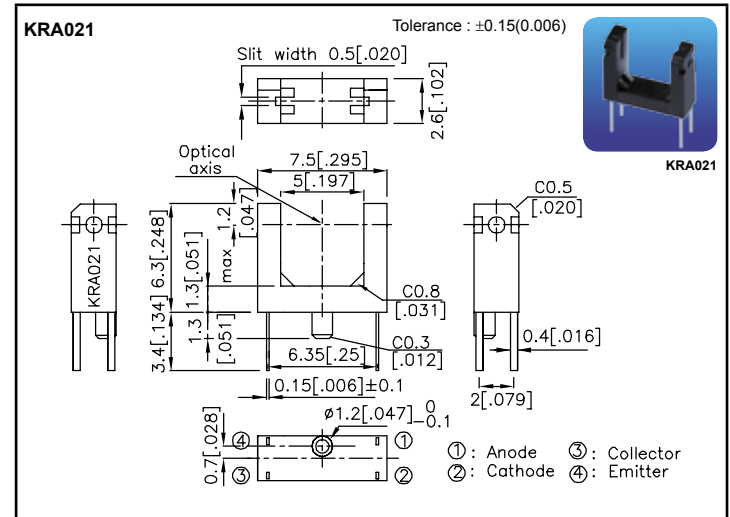 KRA021
Tolerance : ±0.15(0.006)
Slit width 0.5[.020]
2.6[.102]
KRA021
Optical
axis
7.5[.295]
5[.197]
C0.5
[.020]
1.2
[.047]
6.3[.248]
KRA021
max
1.3[.051]
C0.8
[.031]
3.4[.134]
1.3
[.051]
C0.3
[.012]
6.35[.25]
0.4[.016]
0.15[.006]±0.1
2[.079]
ø1.2[.047] 0
-0.1
0.7[.028]
④ ①
③ ②
①: Anode ③: Collector
②: Cathode ④: Emitter